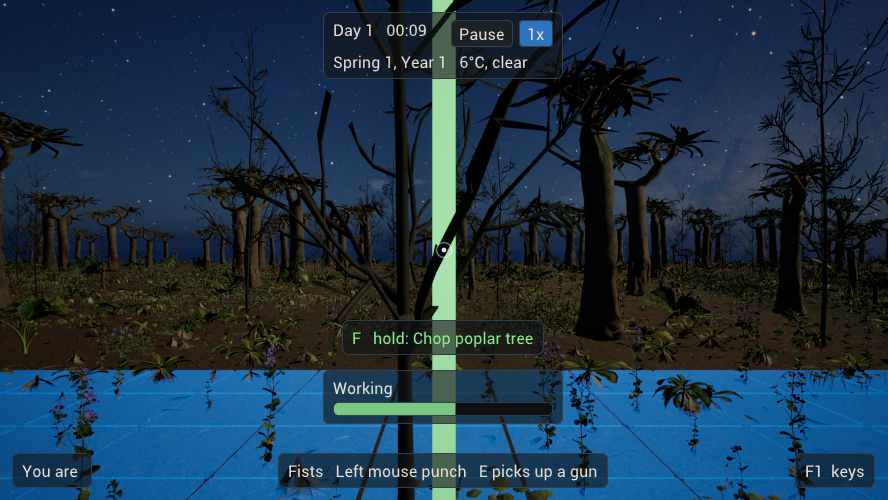 Day 1 00:09 Pause 1x
Spring 1, Year 1 6°C, clear
F hold: Chop poplar tree
Working
You are
Fists Left mouse punch E picks up a gun
F1 keys